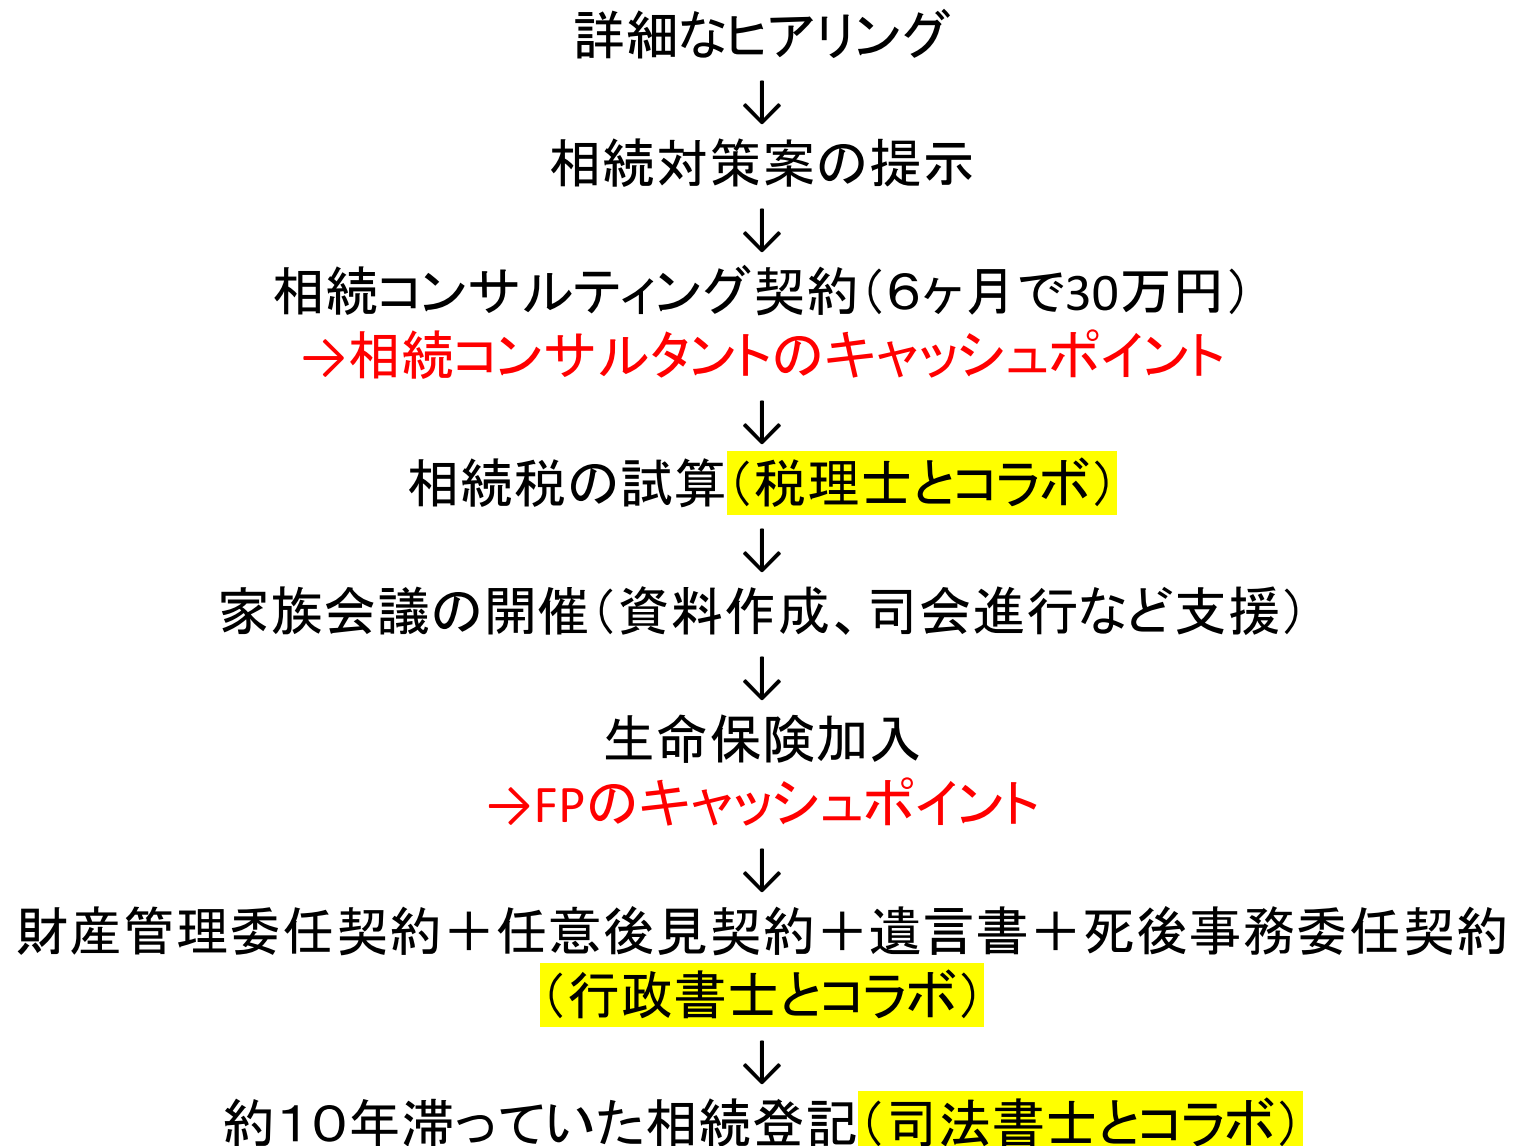 詳細なヒアリング
↓
相続対策案の提示
↓
相続コンサルティング契約（６ヶ月で30万円）
→相続コンサルタントのキャッシュポイント
↓
相続税の試算（税理士とコラボ）
↓
家族会議の開催（資料作成、司会進行など支援）
↓
生命保険加入
→FPのキャッシュポイント
↓
財産管理委任契約＋任意後見契約＋遺言書＋死後事務委任契約
（行政書士とコラボ）
↓
約１０年滞っていた相続登記（司法書士とコラボ）